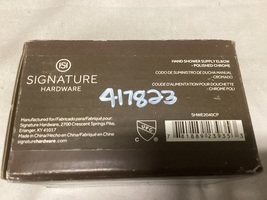 SIGNATURE
HARDWARE
HAND SHOWER SUPPLY ELBOW
- POLISHED CHROME
CODO DE SUMINISTRO DE DUCHA MANUAL
- CROMADO
COUDE D'ALIMENTATION POUR DOUCHETTE
- CHROME POLI
417823
Manufactured for/Fabricado para/Fabriqué pour:
Signature Hardware, 2700 Crescent Springs Pike,
Erlanger, KY 41017
Made in China/Hecho en China/Fabriqué en Chine
signaturehardware.com
UPC
SHWE2040CP